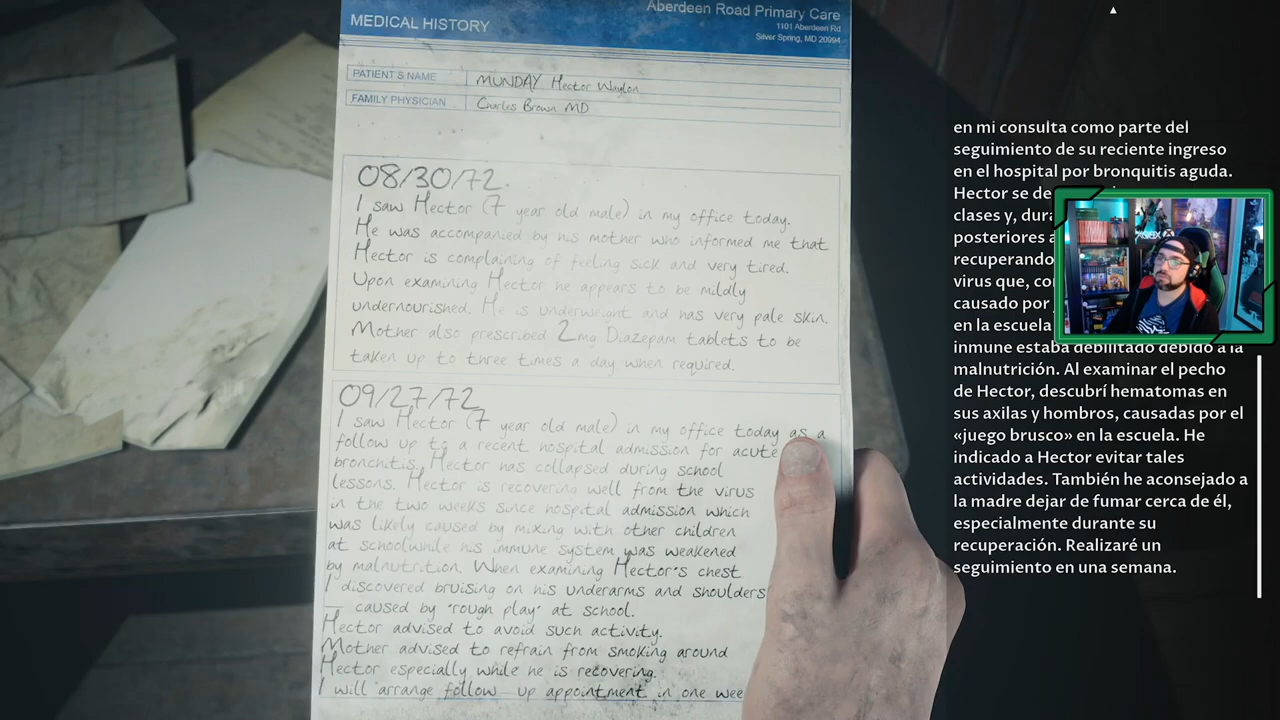 MEDICAL HISTORY
Aberdeen Road Primary Care
1101 Aberdeen Rd
Silver Spring, MD 20994
PATIENT'S NAME MUNDAY Hector Waylon
FAMILY PHYSICIAN Charles Brown MD
08/30/72.
I saw Hector (7 year old male) in my office today.
He was accompanied by his mother who informed me that
Hector is complaining of feeling sick and very tired.
Upon examining Hector he appears to be mildly
undernourished. He is underweight and has very pale skin.
Mother also prescribed 2mg Diazepam tablets to be
taken up to three times a day when required.
09/27/72
I saw Hector (7 year old male) in my office today as a
follow up to a recent hospital admission for acute
bronchitis. Hector has collapsed during school
lessons. Hector is recovering well from the virus
in the two weeks since hospital admission which
was likely caused by mixing with other children
at schoolwhile his immune system was weakened
by malnutrition. When examining Hector's chest
I discovered bruising on his underarms and shoulders
caused by "rough play" at school.
Hector advised to avoid such activity.
Mother advised to refrain from smoking around
Hector especially while he is recovering.
I will arrange follow up appointment in one wee
en mi consulta como parte del
seguimiento de su reciente ingreso
en el hospital por bronquitis aguda.
Hector se de
clases y, dura
posteriores a
recuperando
virus que, co
causado por
en la escuela
inmune estaba debilitado debido a la
malnutrición. Al examinar el pecho
de Hector, descubrí hematomas en
sus axilas y hombros, causadas por el
«juego brusco» en la escuela. He
indicado a Hector evitar tales
actividades. También he aconsejado a
la madre dejar de fumar cerca de él,
especialmente durante su
recuperación. Realizaré un
seguimiento en una semana.